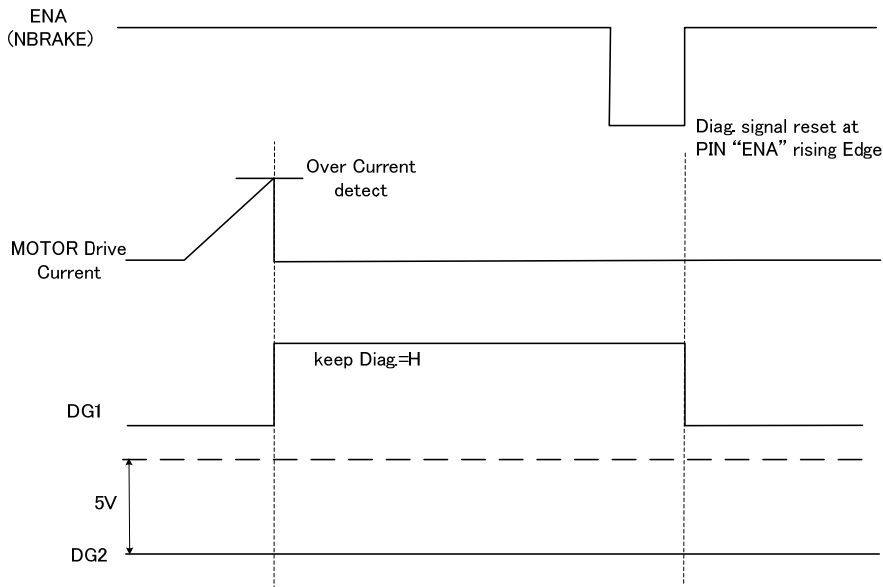 ENA
(NBRAKE)
Diag. signal reset at
PIN “ENA” rising Edge
Over Current
detect
MOTOR Drive
Current
keep Diag.=H
DG1
5V
DG2